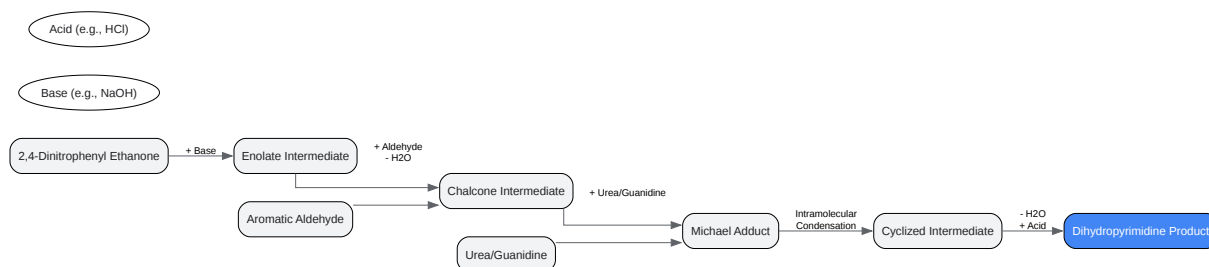 Acid (e.g., HCl)
Base (e.g., NaOH)
2,4-Dinitrophenyl Ethanone
+ Base
Enolate Intermediate
+ Aldehyde
- H2O
Aromatic Aldehyde
Chalcone Intermediate
+ Urea/Guanidine
Urea/Guanidine
Michael Adduct
Intramolecular
Condensation
Cyclized Intermediate
- H2O
+ Acid
Dihydropyrimidine Product